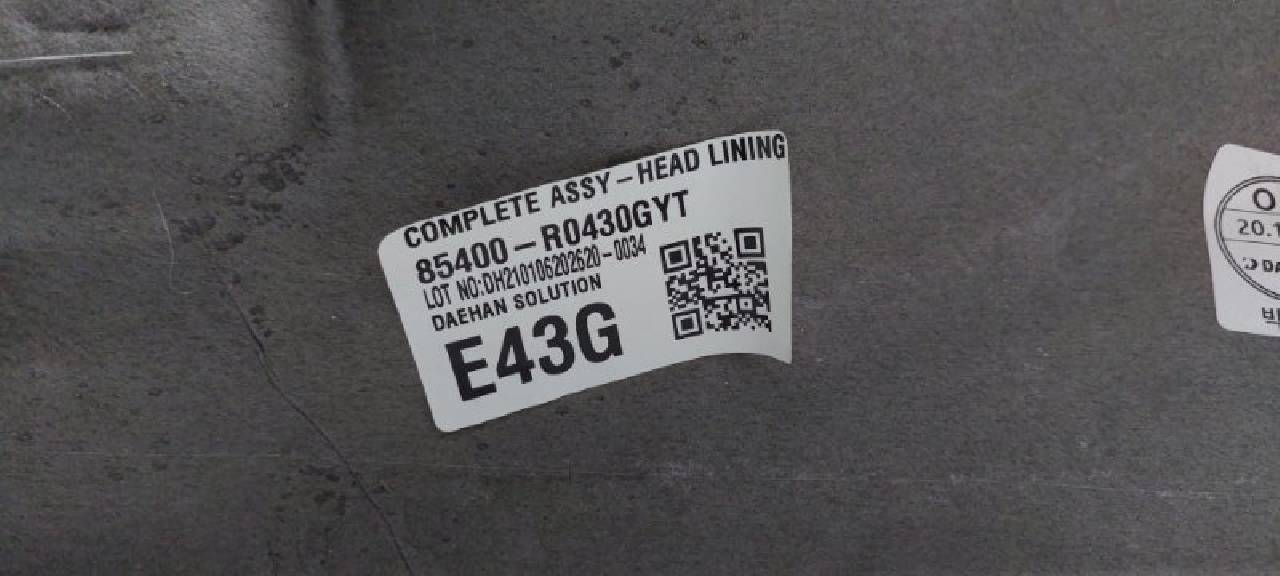 COMPLETE ASSY-HEAD LINING
85400-R0430GYT
LOT NO:DH210106202620-0034
DAEHAN SOLUTION
E43G
20.1